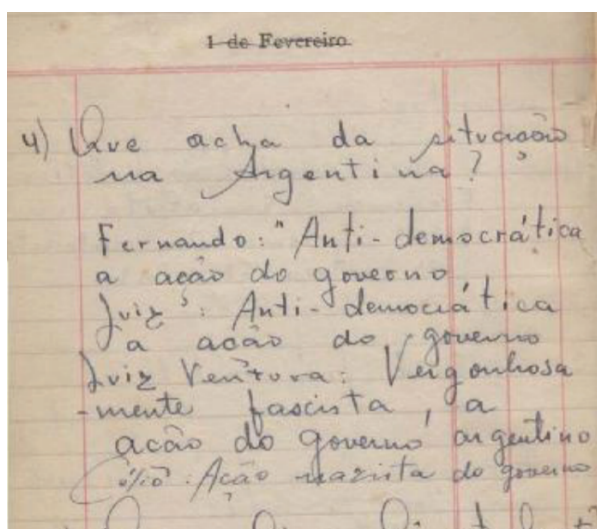 1 de Fevereiro.
4) Que acha da situação
na Argentina?
Fernando: "Anti-democrática
a ação do governo
Luiz": Anti-democrática
a ação do governo
Luiz Ventura: Vergonhosa
-mente fascista, a
ação do governo argentino
Ação nazista do governo